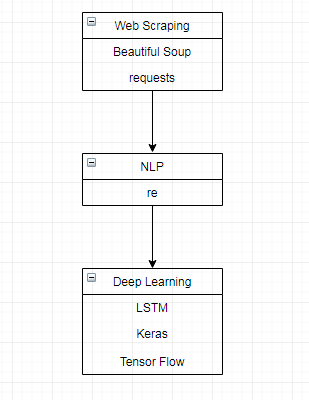 Web Scraping
Beautiful Soup
requests
NLP
re
Deep Learning
LSTM
Keras
Tensor Flow